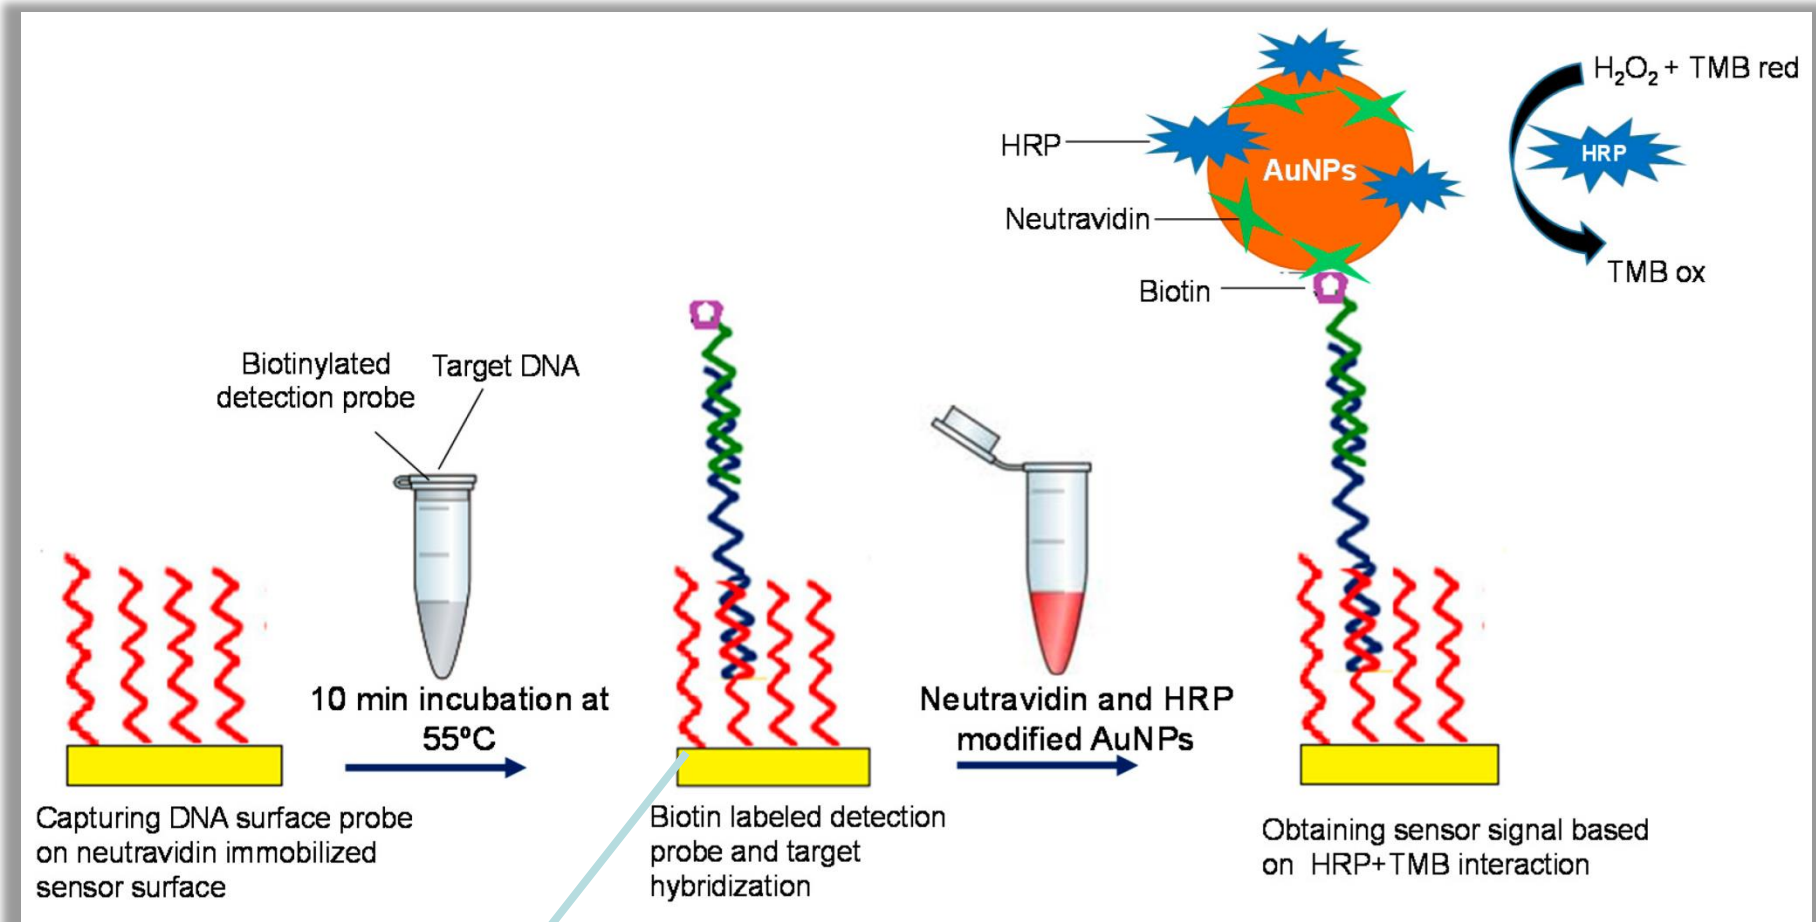 H₂O₂ + TMB red
HRP
HRP
AuNPs
Neutravidin
TMB ox
Biotin
Biotinylated
detection probe
Target DNA
10 min incubation at
55ºC
Neutravidin and HRP
modified AuNPs
Capturing DNA surface probe
on neutravidin immobilized
sensor surface
Biotin labeled detection
probe and target
hybridization
Obtaining sensor signal based
on HRP+TMB interaction